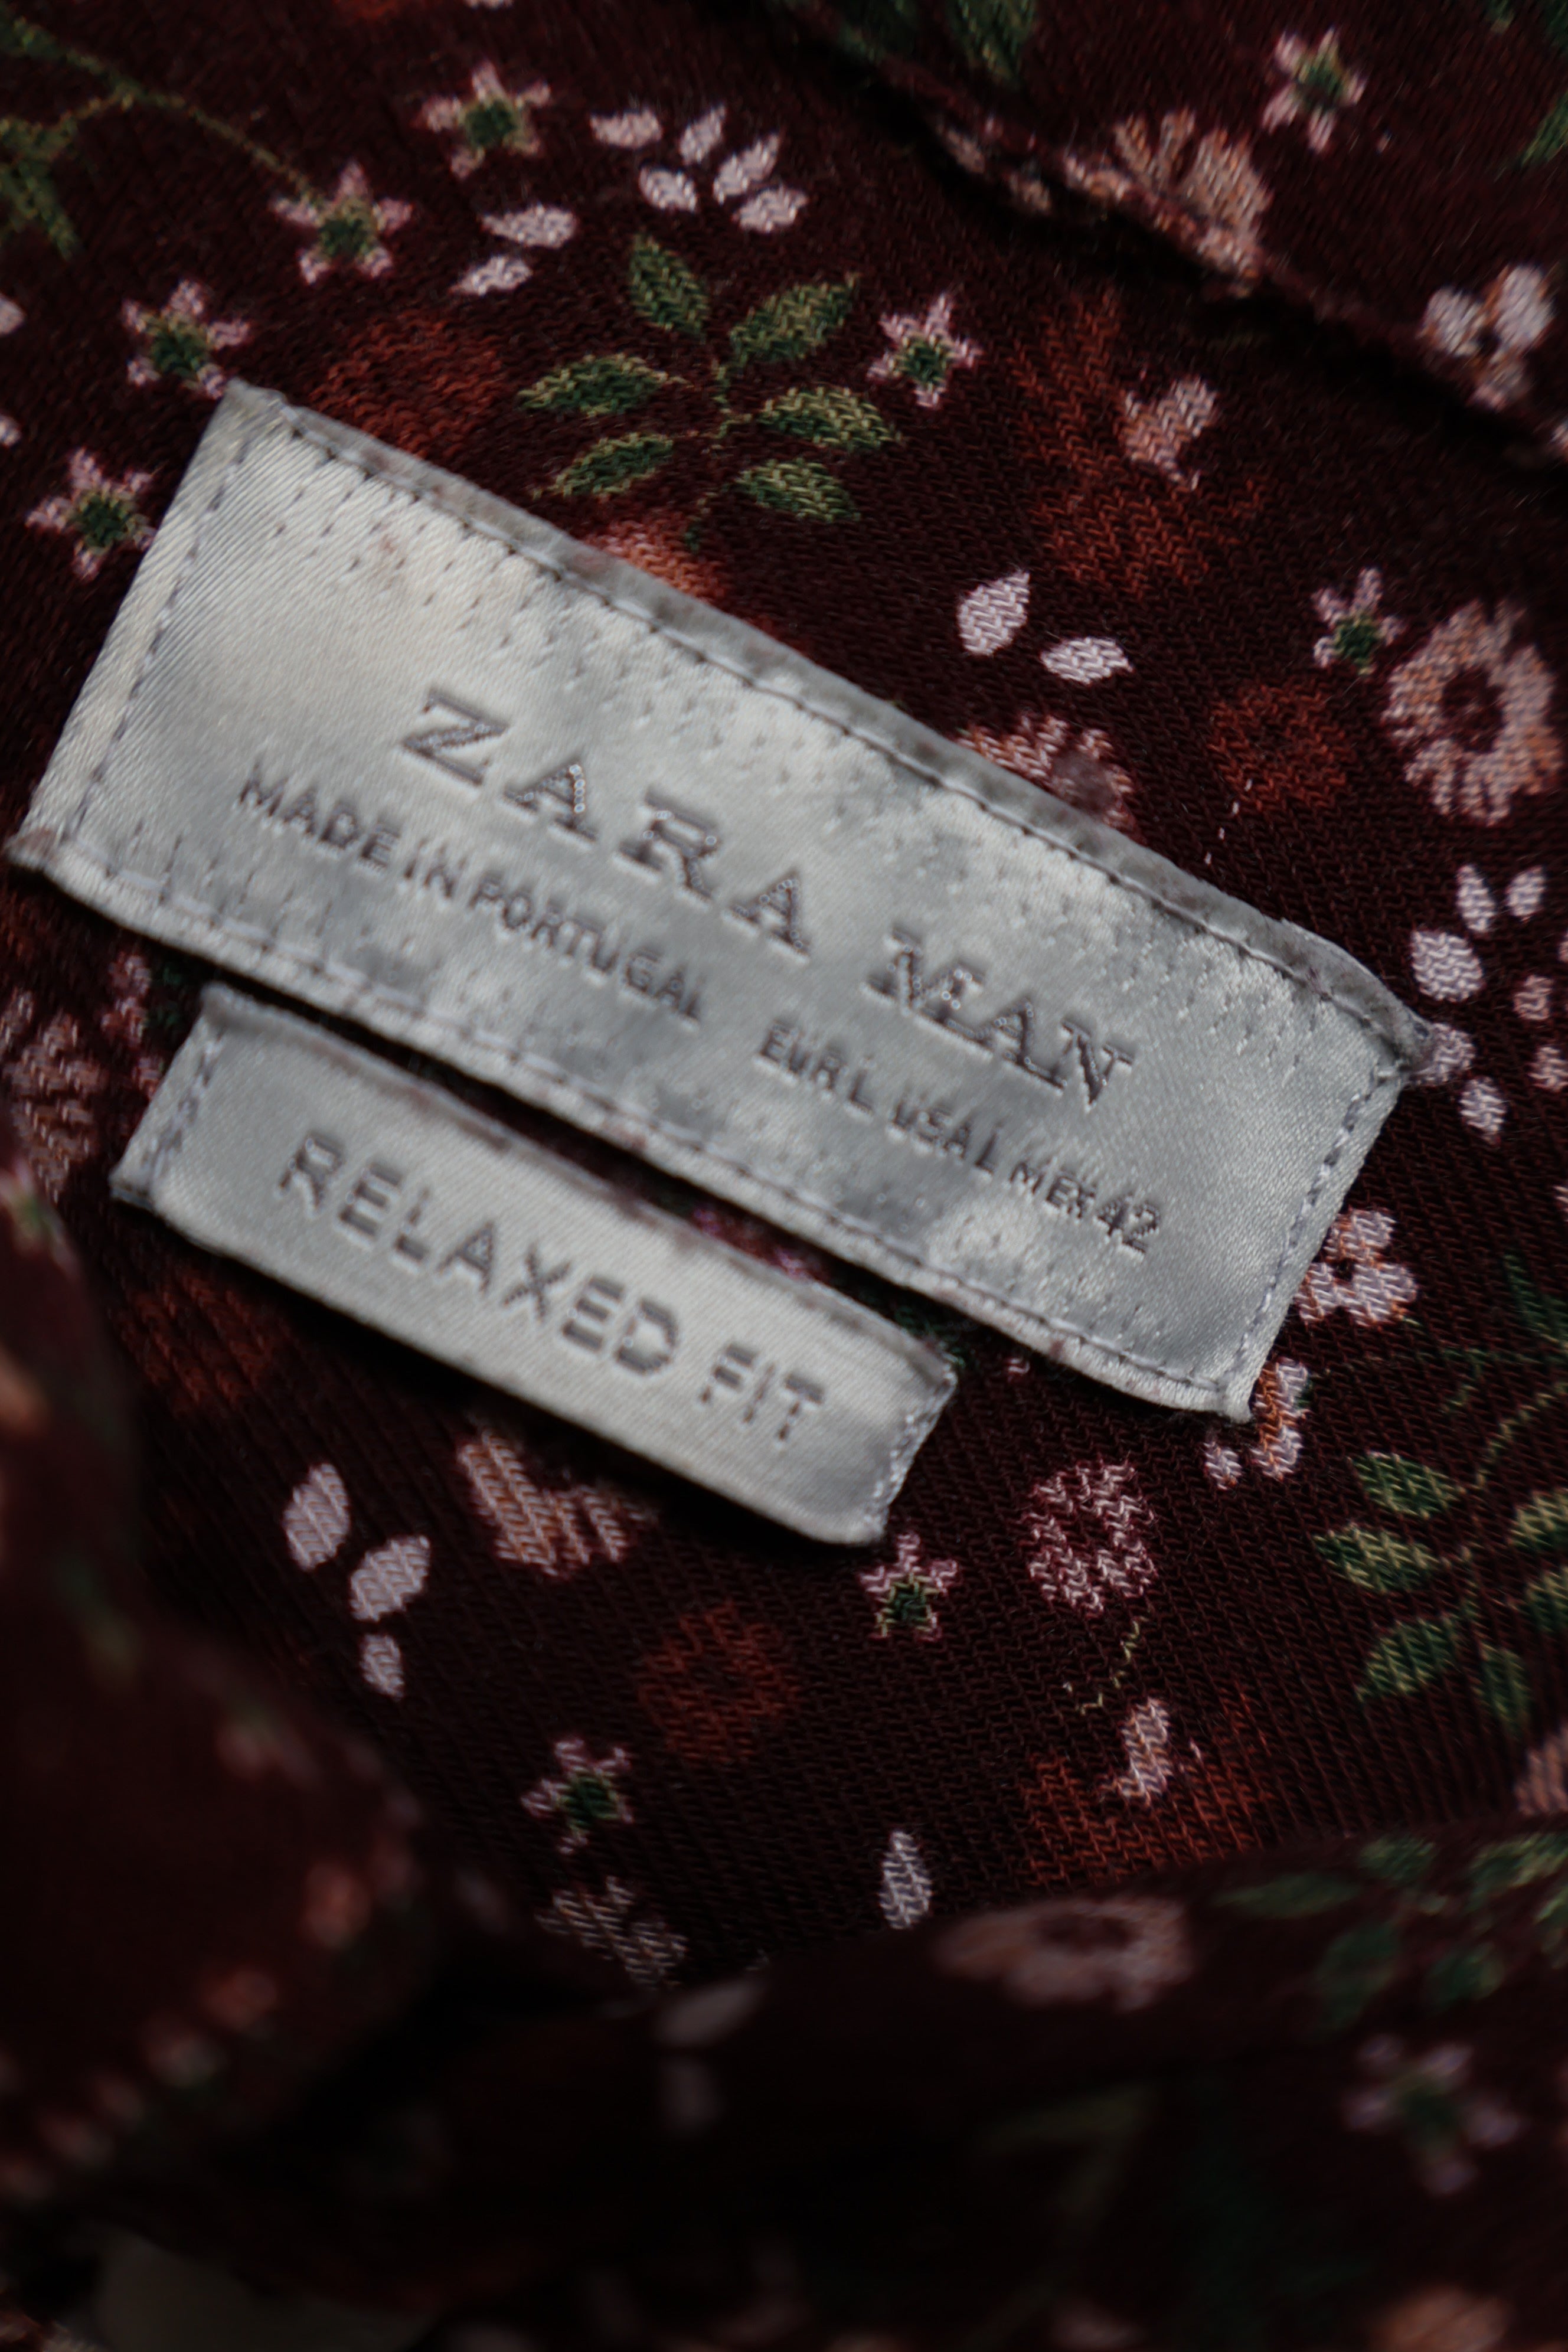 ZARA MAN
MADE IN PORTUGAL EUR L USA L MEX 42
RELAXED FIT